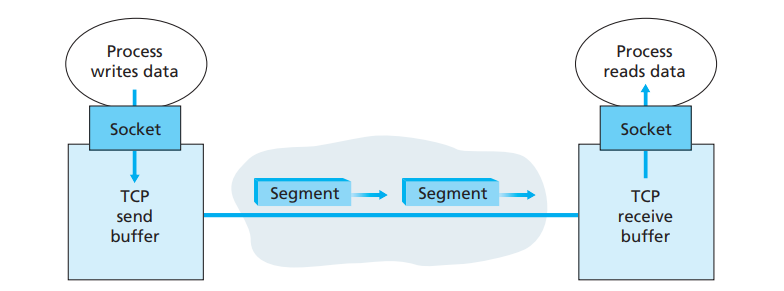 Process
writes data
Process
reads data
Socket
Socket
Segment
Segment
TCP
send
buffer
TCP
receive
buffer